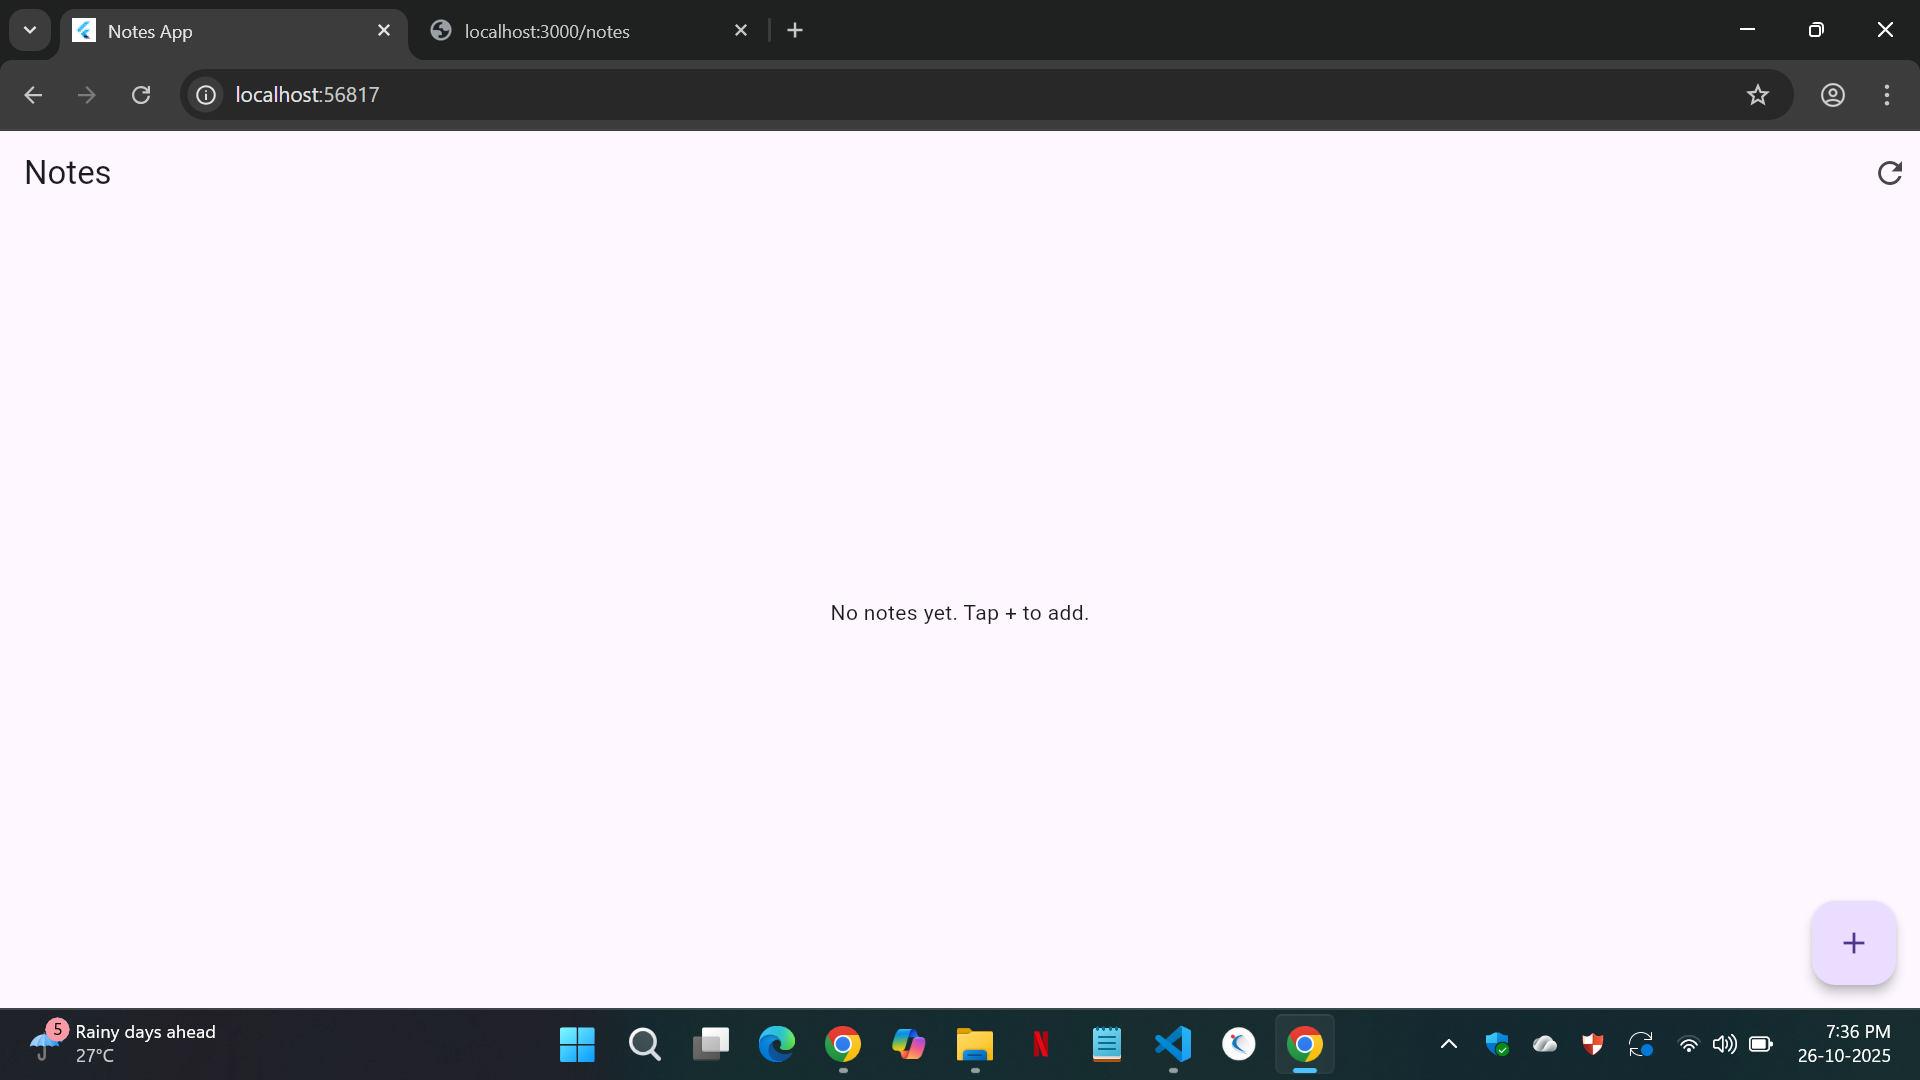 Notes App
localhost:3000/notes
localhost:56817
Notes
No notes yet. Tap + to add.
5
Rainy days ahead
27°C
N
7:36 PM
26-10-2025